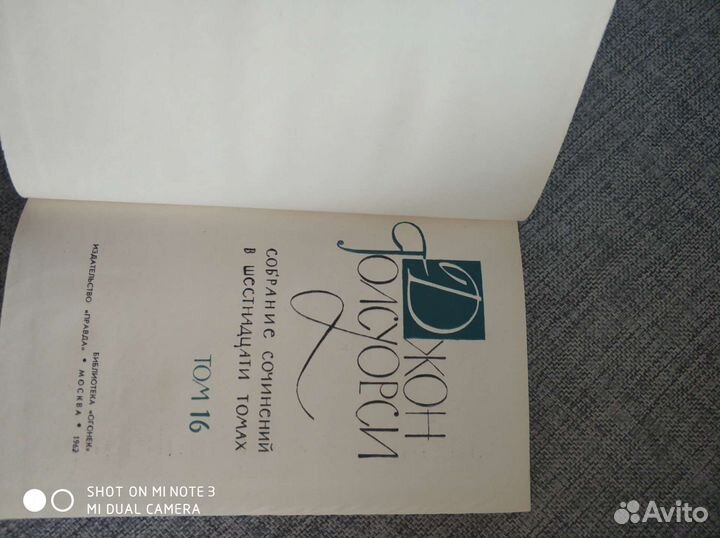 ДЖОН
ГОЛСУОРСИ
СОБРАНИЕ СОЧИНЕНИЙ
В ШЕСТНАДЦАТИ ТОМАХ
ТОМ 16
БИБЛИОТЕКА «ОГОНЕК»
ИЗДАТЕЛЬСТВО «ПРАВДА» • МОСКВА • 1962
SHOT ON MI NOTE 3
MI DUAL CAMERA
Avito